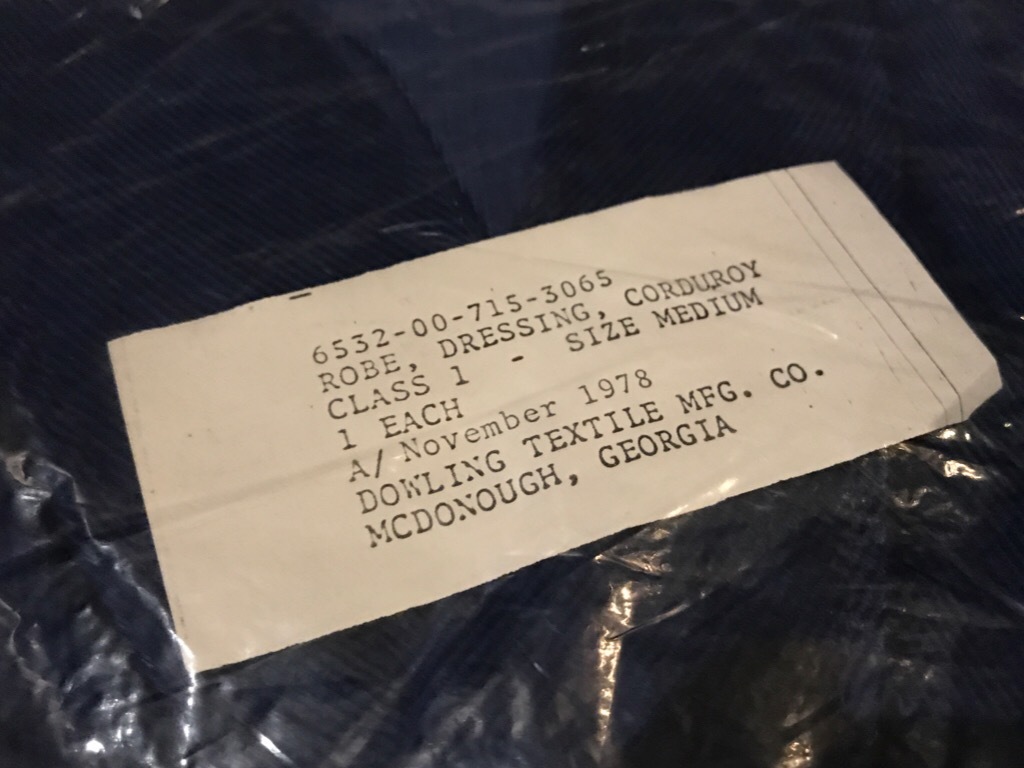 6532-00-715-3065
ROBE, DRESSING, CORDUROY
CLASS 1 - SIZE MEDIUM
1 EACH
A/ November 1978
DOWLING TEXTILE MFG. CO.
MCDONOUGH, GEORGIA